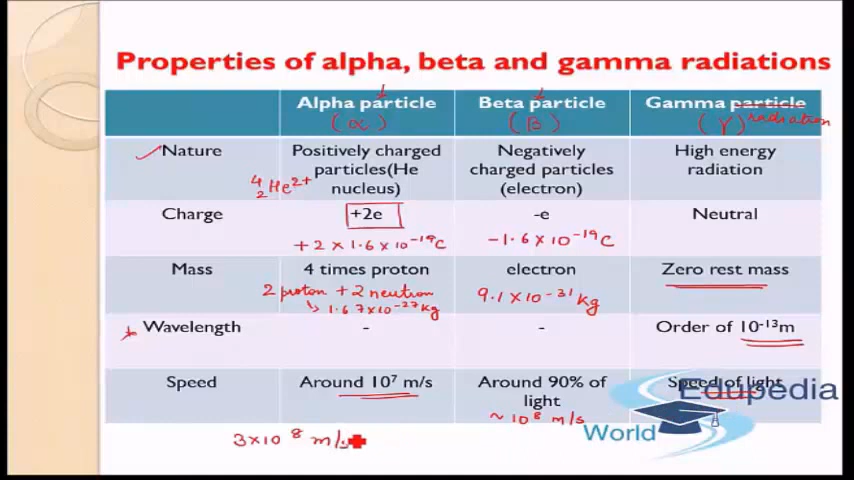 Properties of alpha, beta and gamma radiations
Alpha particle
(α)
Beta particle
(β)
Gamma particle
(γ) radiation
Nature
Positively charged
particles(He
nucleus)
⁴₂He²⁺
Negatively
charged particles
(electron)
High energy
radiation
Charge
+2e
+2 × 1.6 × 10⁻¹⁹C
-e
-1.6 × 10⁻¹⁹C
Neutral
Mass
4 times proton
2 proton + 2 neutron
1.67×10⁻²⁷kg
electron
9.1 × 10⁻³¹ kg
Zero rest mass
Wavelength
-
-
Order of 10⁻¹³m
Speed
Around 10⁷ m/s
Around 90% of
light
~10⁸ m/s
Speed of light
3×10⁸ m/s
Edupedia
World